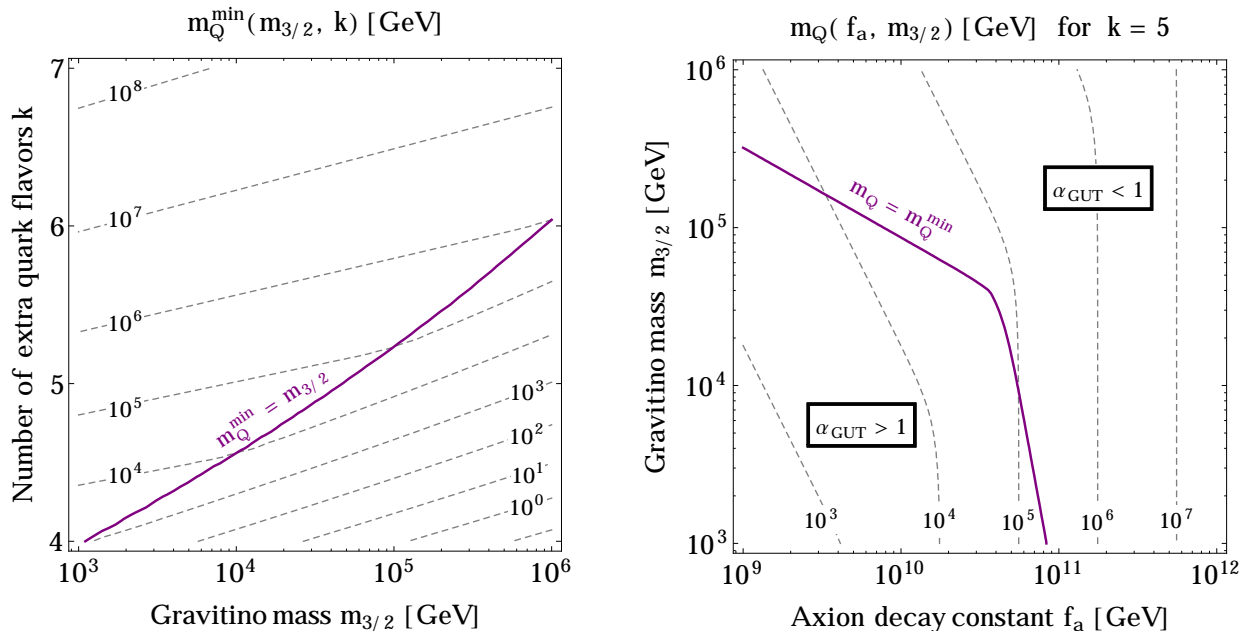 m_Q^min(m_3/2, k) [GeV]
Number of extra quark flavors k
7
6
5
4
10^8
10^7
10^6
10^5
10^4
10^3
10^2
10^1
10^0
m_Q^min = m_3/2
10^3 10^4 10^5 10^6
Gravitino mass m_3/2 [GeV]
m_Q(f_a, m_3/2) [GeV] for k = 5
Gravitino mass m_3/2 [GeV]
10^6
10^5
10^4
10^3
α_GUT < 1
m_Q = m_Q^min
α_GUT > 1
10^3 10^4 10^5 10^6 10^7
10^9 10^10 10^11 10^12
Axion decay constant f_a [GeV]